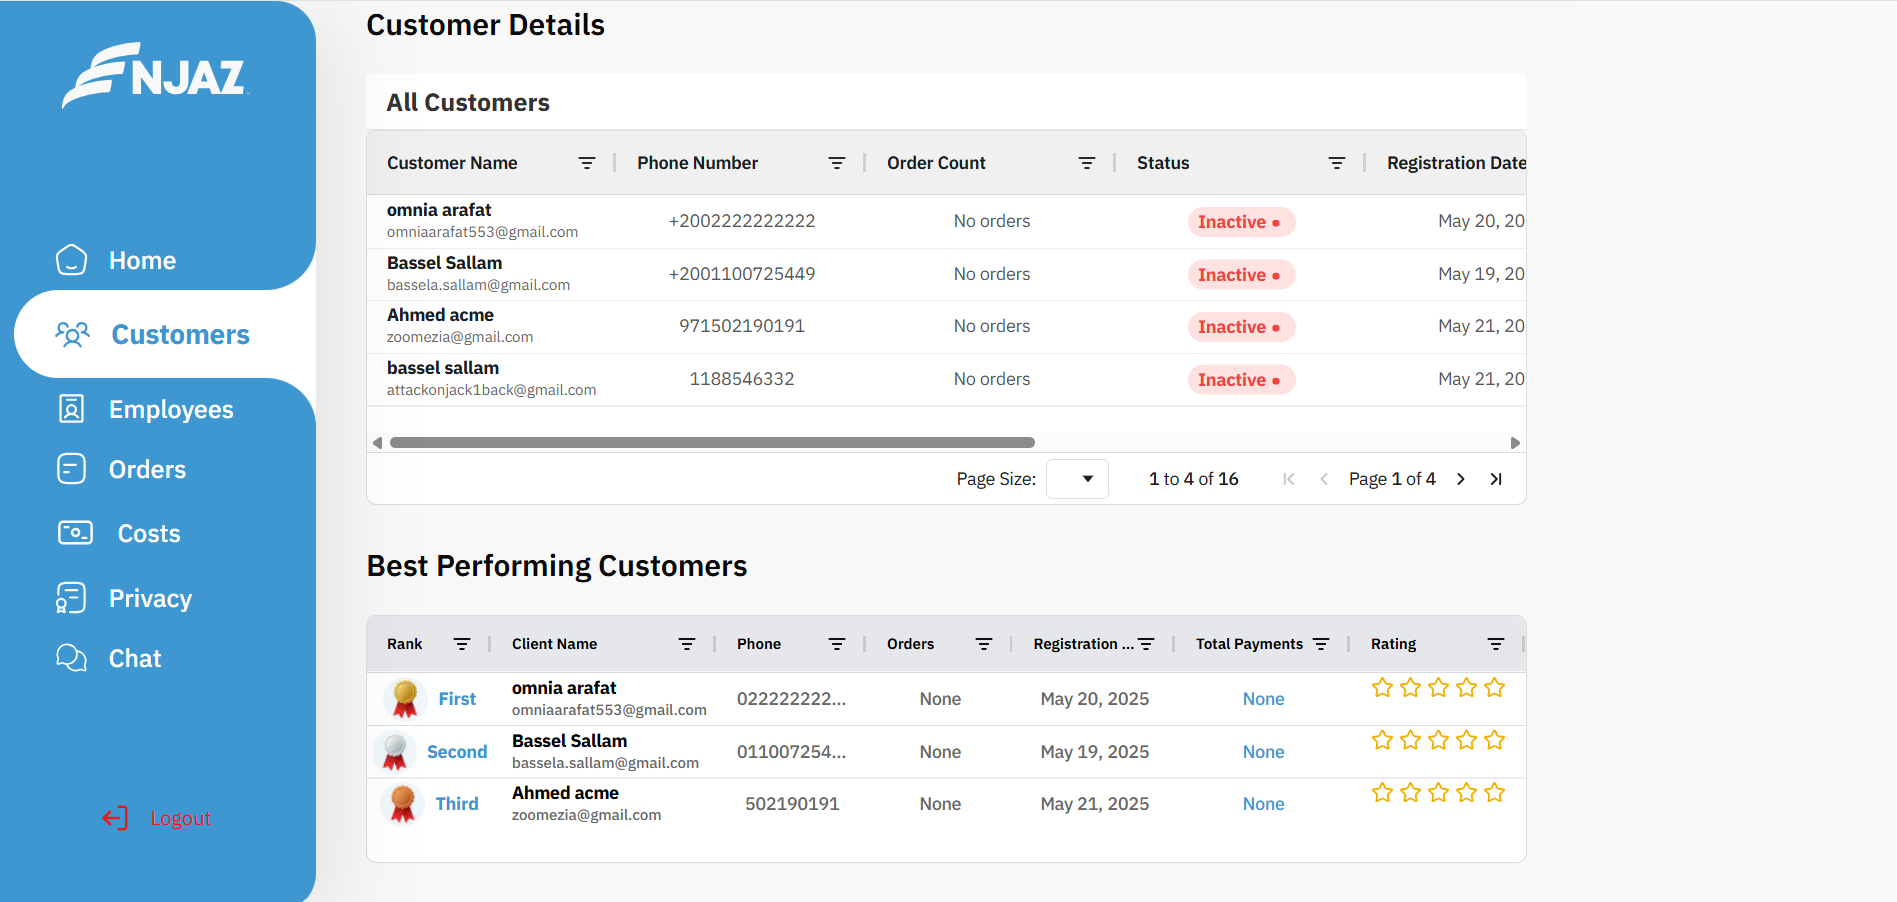 NJAZ
Home
Customers
Employees
Orders
Costs
Privacy
Chat
Logout
Customer Details
All Customers
Customer Name Phone Number Order Count Status Registration Date
omnia arafat
omniaarafat553@gmail.com +2002222222222 No orders Inactive • May 20, 20
Bassel Sallam
bassela.sallam@gmail.com +2001100725449 No orders Inactive • May 19, 20
Ahmed acme
zoomezia@gmail.com 971502190191 No orders Inactive • May 21, 20
bassel sallam
attackonjack1back@gmail.com 1188546332 No orders Inactive • May 21, 20
Page Size: 1 to 4 of 16 Page 1 of 4
Best Performing Customers
Rank Client Name Phone Orders Registration ... Total Payments Rating
First omnia arafat
omniaarafat553@gmail.com 022222222... None May 20, 2025 None
Second Bassel Sallam
bassela.sallam@gmail.com 011007254... None May 19, 2025 None
Third Ahmed acme
zoomezia@gmail.com 502190191 None May 21, 2025 None